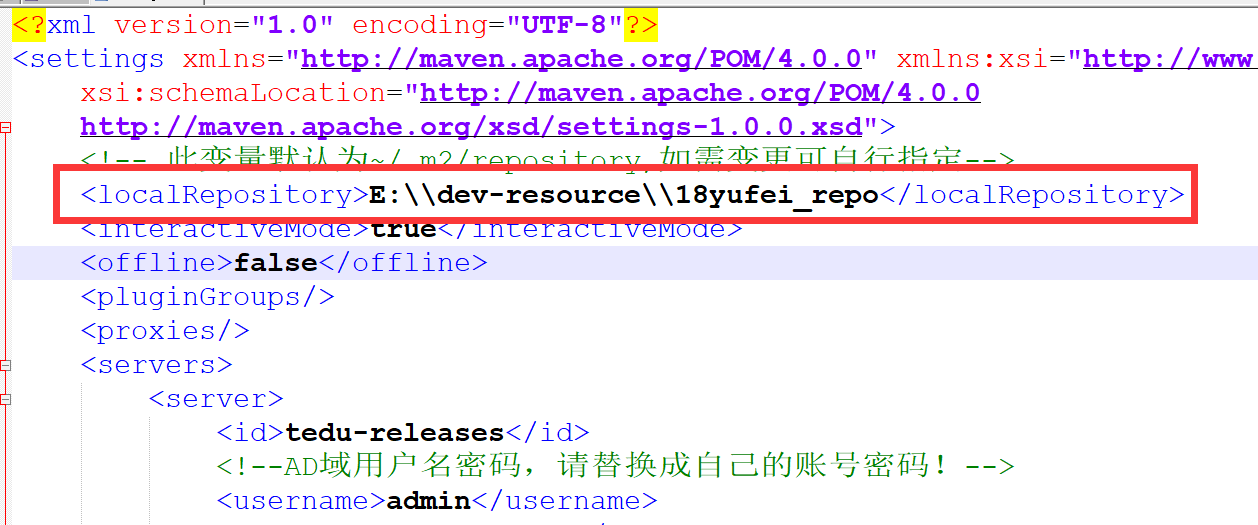 <?xml version="1.0" encoding="UTF-8"?>
<settings xmlns="http://maven.apache.org/POM/4.0.0" xmlns:xsi="http://www
xsi:schemaLocation="http://maven.apache.org/POM/4.0.0
http://maven.apache.org/xsd/settings-1.0.0.xsd">
<!-- 此变量默认为~/.m2/repository,如需变更可自行指定-->
<localRepository>E:\\dev-resource\\18yufei_repo</localRepository>
<interactiveMode>true</interactiveMode>
<offline>false</offline>
<pluginGroups/>
<proxies/>
<servers>
<server>
<id>tedu-releases</id>
<!--AD域用户名密码，请替换成自己的账号密码！-->
<username>admin</username>